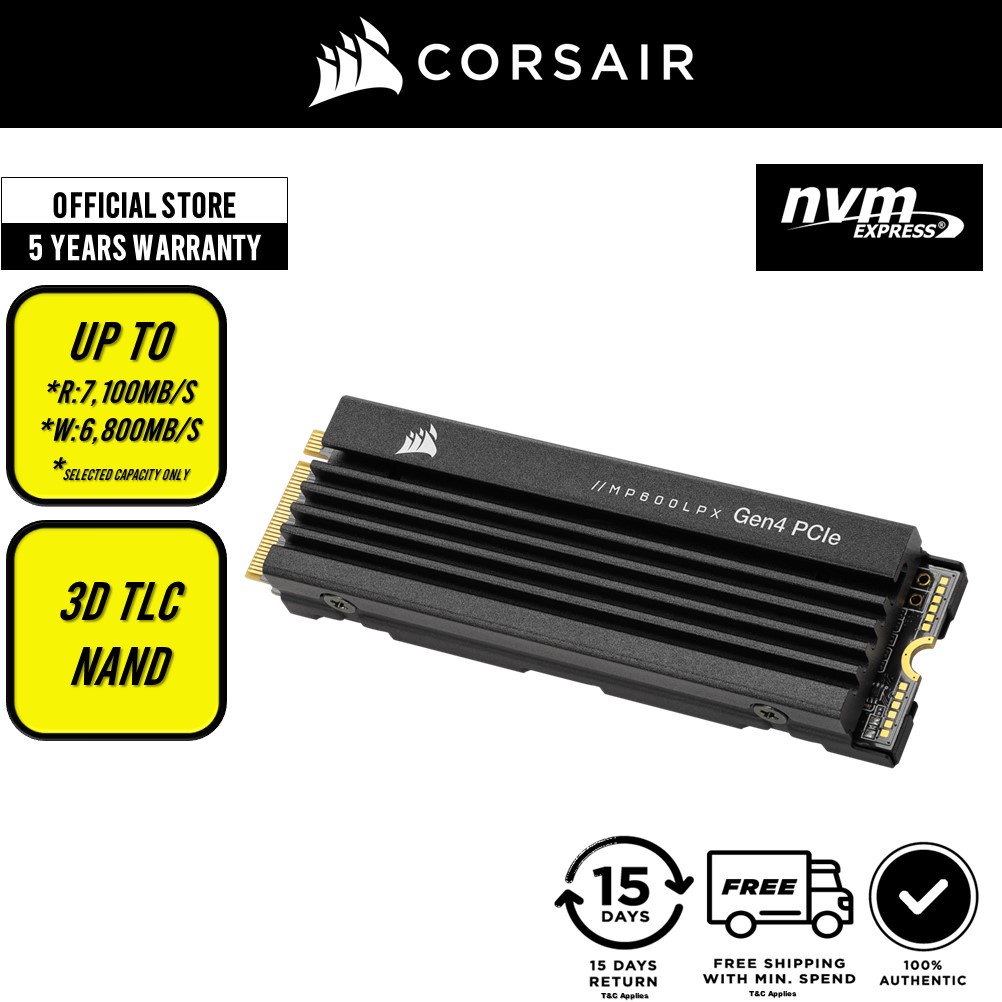 CORSAIR
OFFICIAL STORE
5 YEARS WARRANTY
nvm
EXPRESS®
UP TO
*R:7,100MB/S
*W:6,800MB/S
*SELECTED CAPACITY ONLY
3D TLC
NAND
//MP600LPX Gen4 PCIe
15
DAYS
15 DAYS
RETURN
T&C Applies
FREE
FREE SHIPPING
WITH MIN. SPEND
T&C Applies
100%
AUTHENTIC